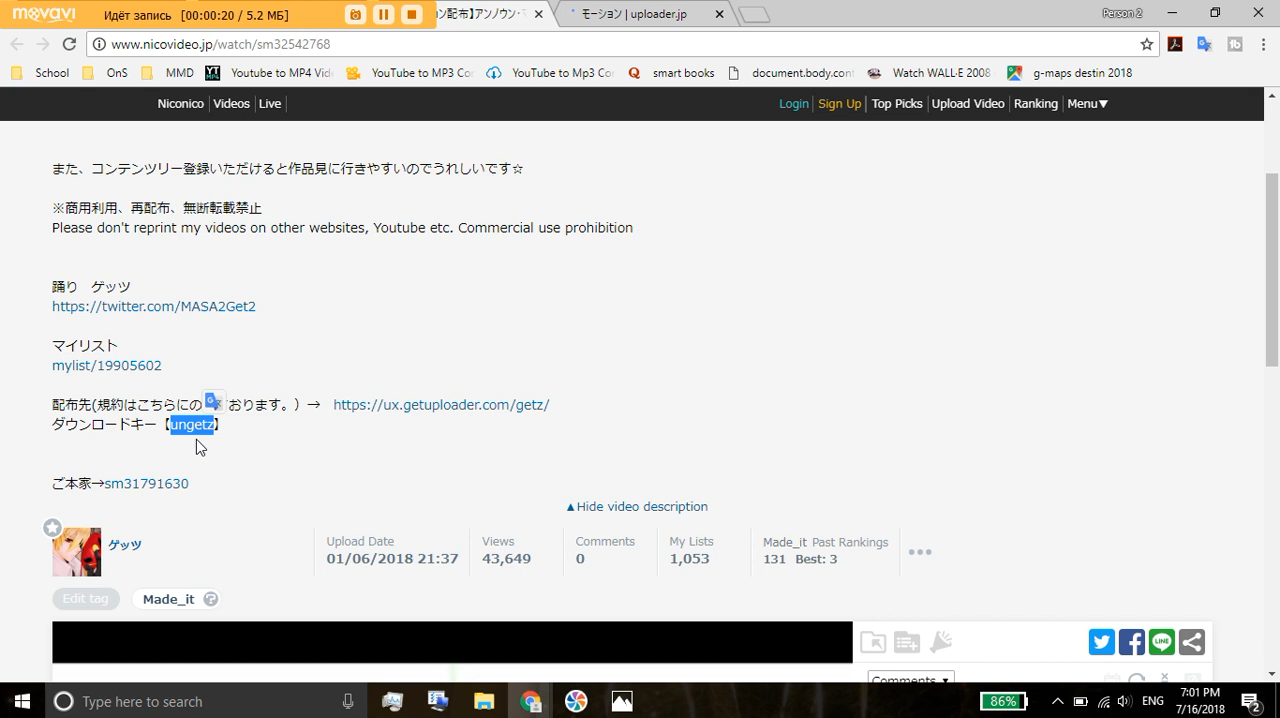 movavi Идёт запись [00:00:20 / 5.2 МБ]
ン配布】アソノウン・
モーション | uploader.jp
Person 2
www.nicovideo.jp/watch/sm32542768
School OnS MMD Youtube to MP4 Vid YouTube to MP3 Co YouTube to Mp3 Co smart books document.body.cont Watch WALL·E 2008 g-maps destin 2018
Niconico Videos Live Login Sign Up Top Picks Upload Video Ranking Menu▼
また、コンテンツリー登録いただけると作品見に行きやすいのでうれしいです☆
※商用利用、再配布、無断転載禁止
Please don't reprint my videos on other websites, Youtube etc. Commercial use prohibition
踊り　ゲッツ
https://twitter.com/MASA2Get2
マイリスト
mylist/19905602
配布先(規約はこちらにの おります。）→　https://ux.getuploader.com/getz/
ダウンロードキー【ungetz】
ご本家→sm31791630
▲Hide video description
ゲッツ
Upload Date Views Comments My Lists Made_it Past Rankings
01/06/2018 21:37 43,649 0 1,053 131 Best: 3
Edit tag Made_it ?
LINE
Comments ▼
Type here to search
86% ENG 7:01 PM
7/16/2018 2